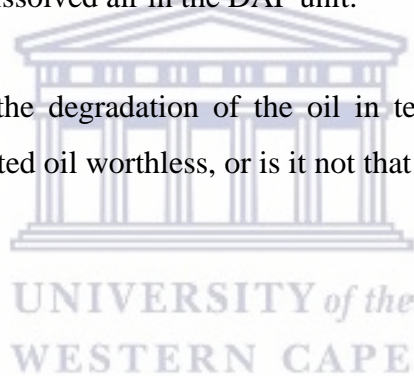 ssolved air in the DAF unit.
the degradation of the oil in te
ted oil worthless, or is it not that
UNIVERSITY of the
WESTERN CAPE